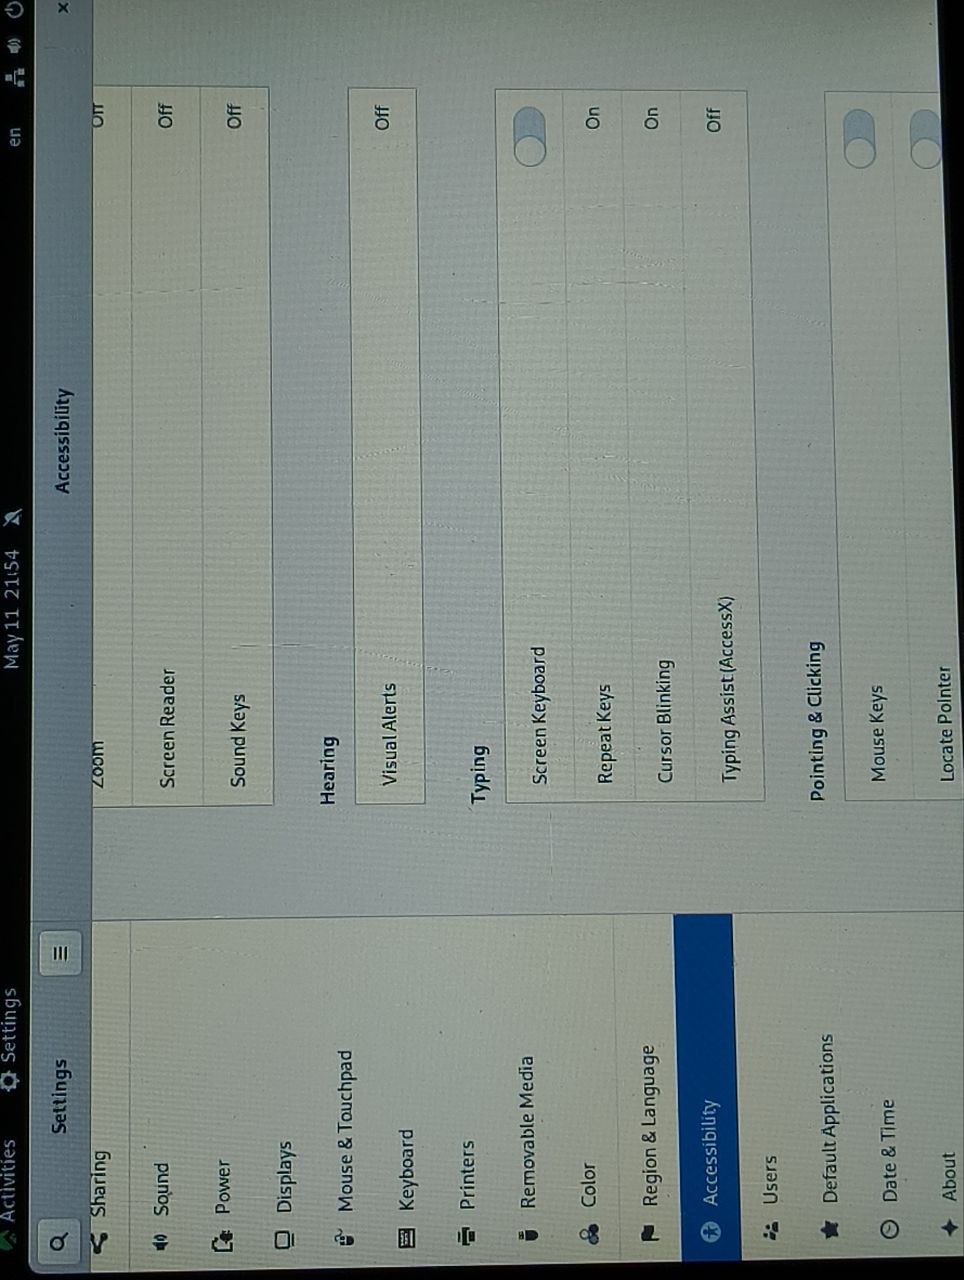 Activities Settings May 11 21:54 en
Settings
Accessibility
×
Sharing
Sound
Power
Displays
Mouse & Touchpad
Keyboard
Printers
Removable Media
Color
Region & Language
Accessibility
Users
Default Applications
Date & Time
About
Zoom Off
Screen Reader Off
Sound Keys Off
Hearing
Visual Alerts Off
Typing
Screen Keyboard
Repeat Keys On
Cursor Blinking On
Typing Assist (AccessX) Off
Pointing & Clicking
Mouse Keys
Locate Pointer